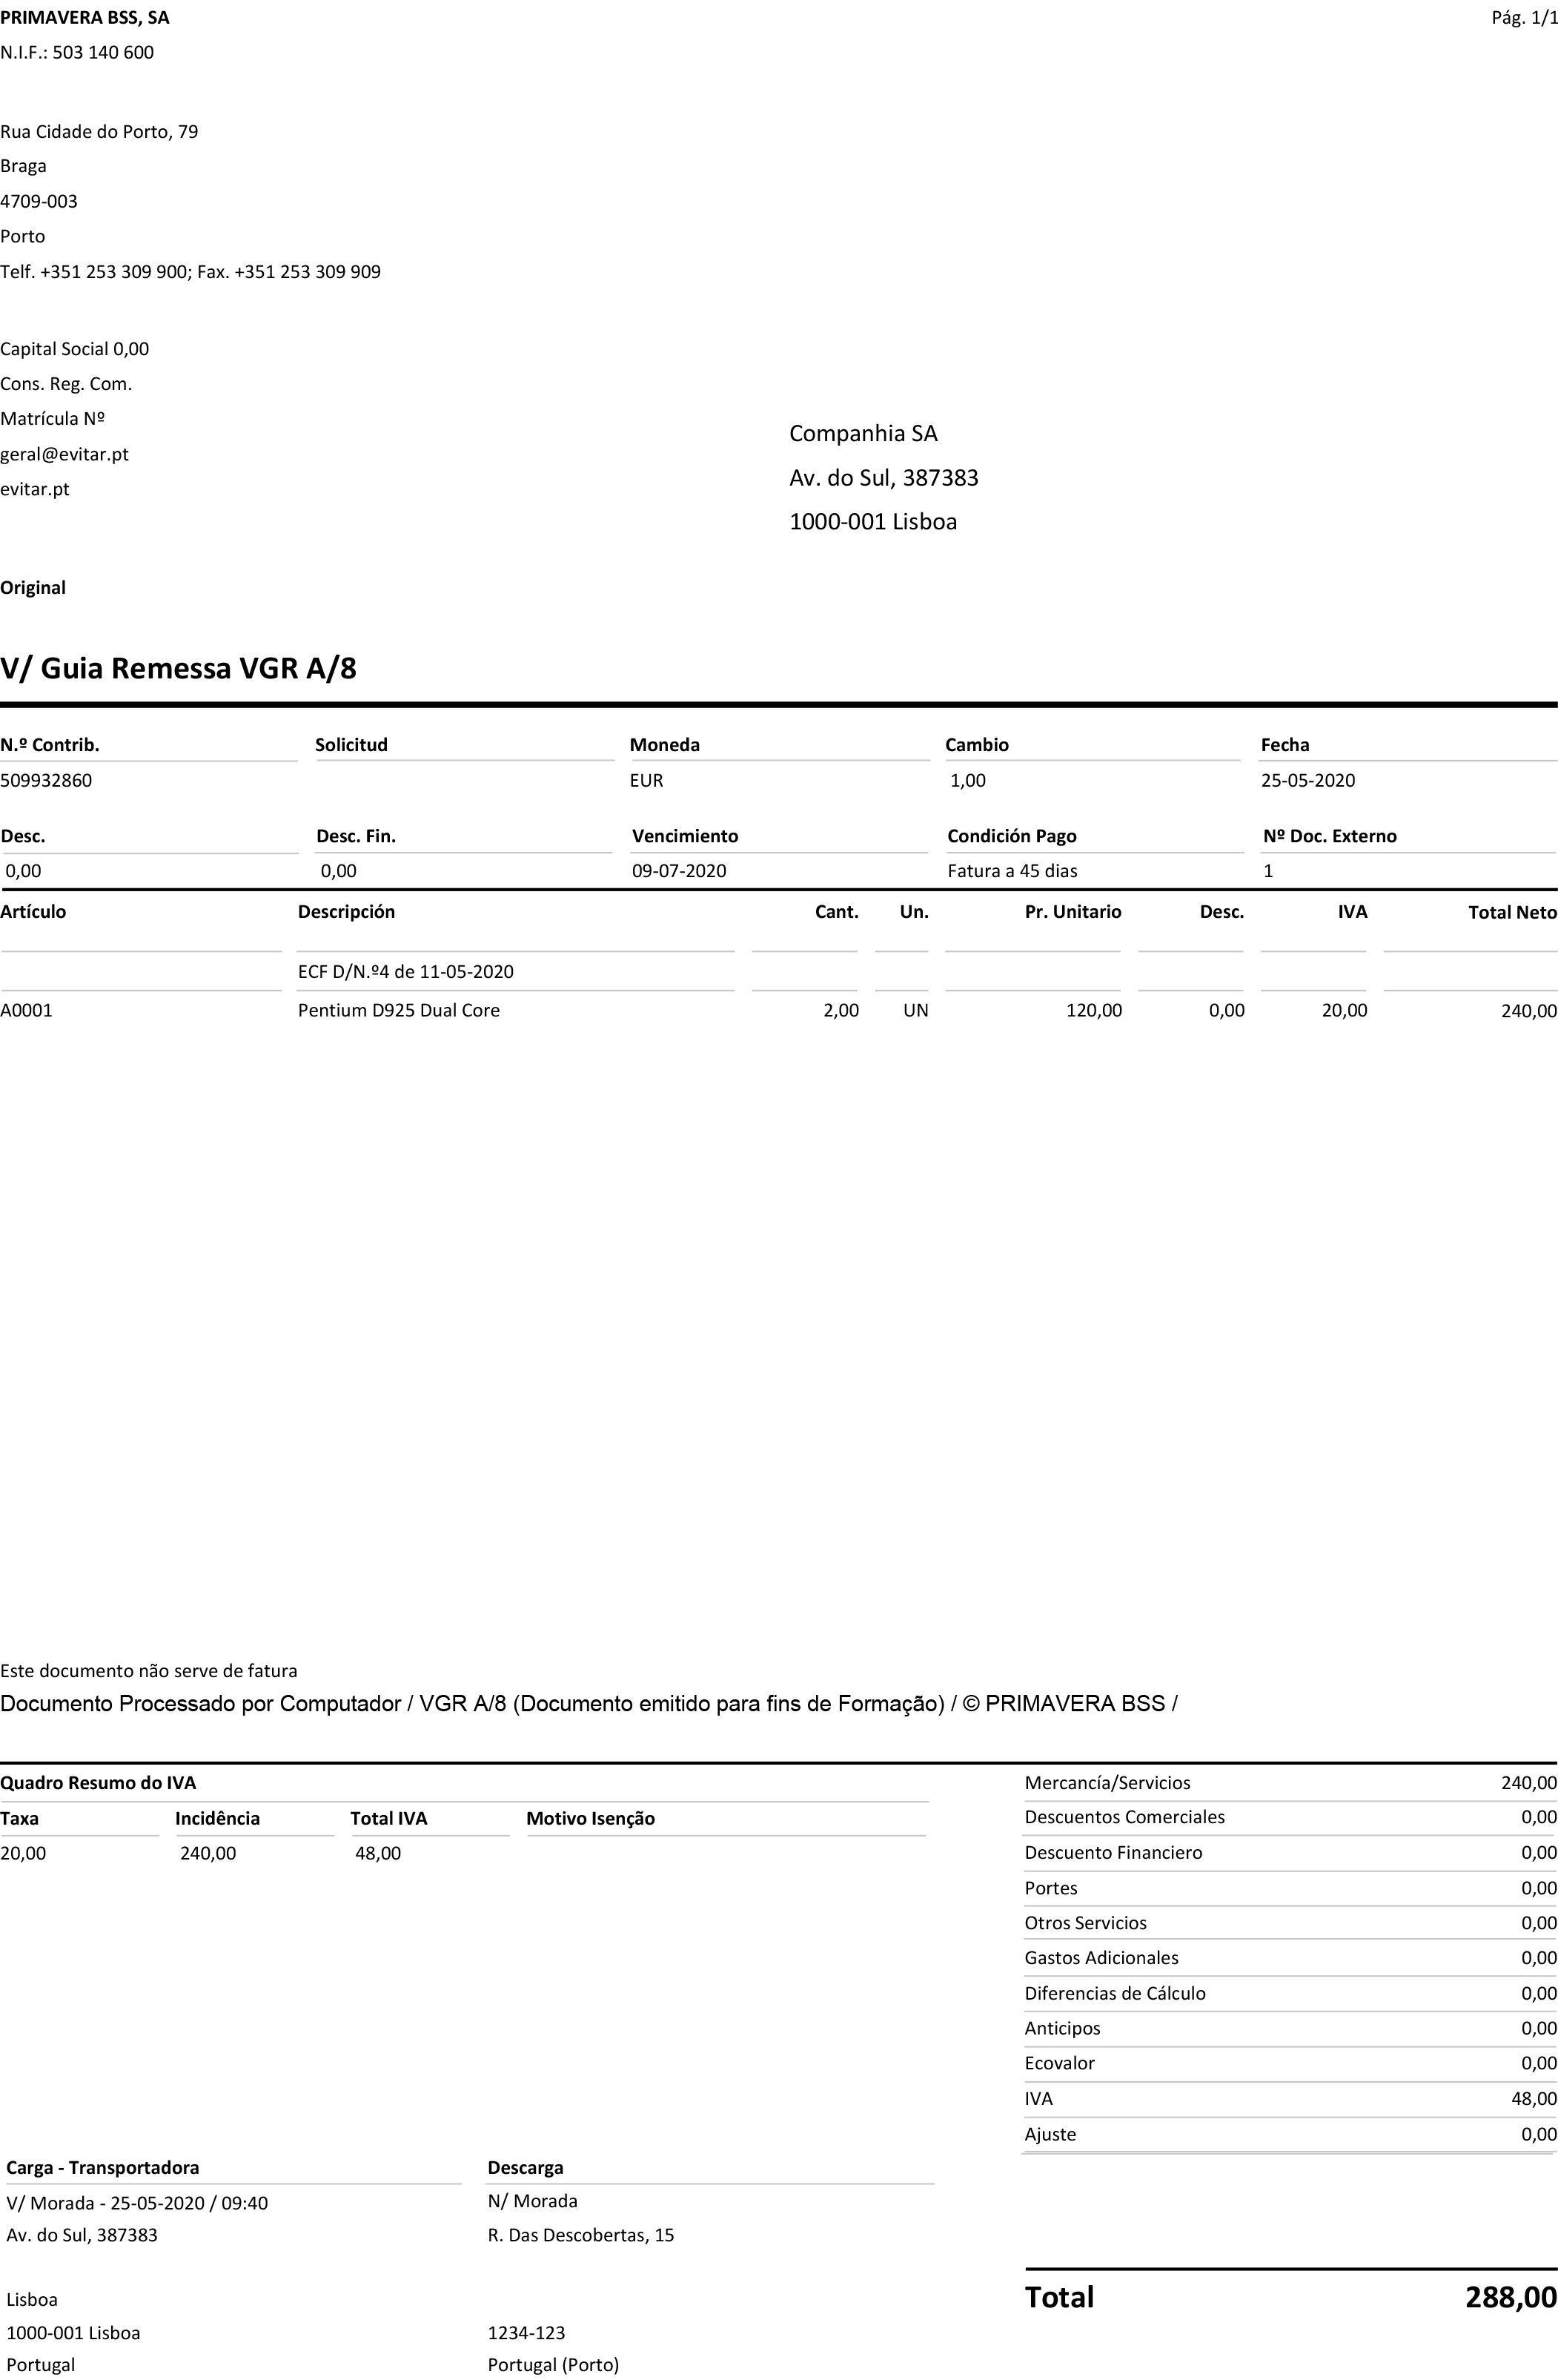 PRIMAVERA BSS, SA Pág. 1/1
N.I.F.: 503 140 600
Rua Cidade do Porto, 79
Braga
4709-003
Porto
Telf. +351 253 309 900; Fax. +351 253 309 909
Capital Social 0,00
Cons. Reg. Com.
Matrícula Nº
geral@evitar.pt
evitar.pt
Companhia SA
Av. do Sul, 387383
1000-001 Lisboa
Original
V/ Guia Remessa VGR A/8
N.º Contrib. Solicitud Moneda Cambio Fecha
509932860 EUR 1,00 25-05-2020
Desc. Desc. Fin. Vencimiento Condición Pago Nº Doc. Externo
0,00 0,00 09-07-2020 Fatura a 45 dias 1
Artículo Descripción Cant. Un. Pr. Unitario Desc. IVA Total Neto
ECF D/N.º4 de 11-05-2020
A0001 Pentium D925 Dual Core 2,00 UN 120,00 0,00 20,00 240,00
Este documento não serve de fatura
Documento Processado por Computador / VGR A/8 (Documento emitido para fins de Formação) / © PRIMAVERA BSS /
Quadro Resumo do IVA
Taxa Incidência Total IVA Motivo Isenção
20,00 240,00 48,00
Mercancía/Servicios 240,00
Descuentos Comerciales 0,00
Descuento Financiero 0,00
Portes 0,00
Otros Servicios 0,00
Gastos Adicionales 0,00
Diferencias de Cálculo 0,00
Anticipos 0,00
Ecovalor 0,00
IVA 48,00
Ajuste 0,00
Carga - Transportadora
V/ Morada - 25-05-2020 / 09:40
Av. do Sul, 387383
Lisboa
1000-001 Lisboa
Portugal
Descarga
N/ Morada
R. Das Descobertas, 15
1234-123
Portugal (Porto)
Total 288,00